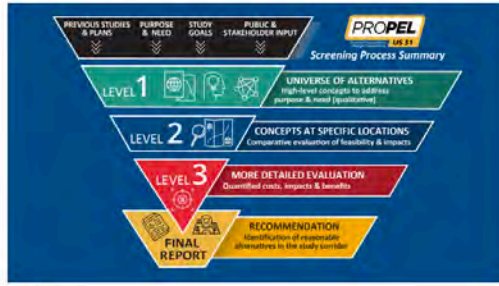 PREVIOUS STUDIES
& PLANS
PURPOSE
& NEED
STUDY
GOALS
PUBLIC &
STAKEHOLDER INPUT
PROPEL
US 31
Screening Process Summary
LEVEL 1
UNIVERSE OF ALTERNATIVES
High-level concepts to address
purpose & need (qualitative)
LEVEL 2
CONCEPTS AT SPECIFIC LOCATIONS
Comparative evaluation of feasibility & impacts
LEVEL 3
MORE DETAILED EVALUATION
Quantified costs, impacts & benefits
FINAL
REPORT
RECOMMENDATION
Identification of reasonable
alternatives in the study corridor